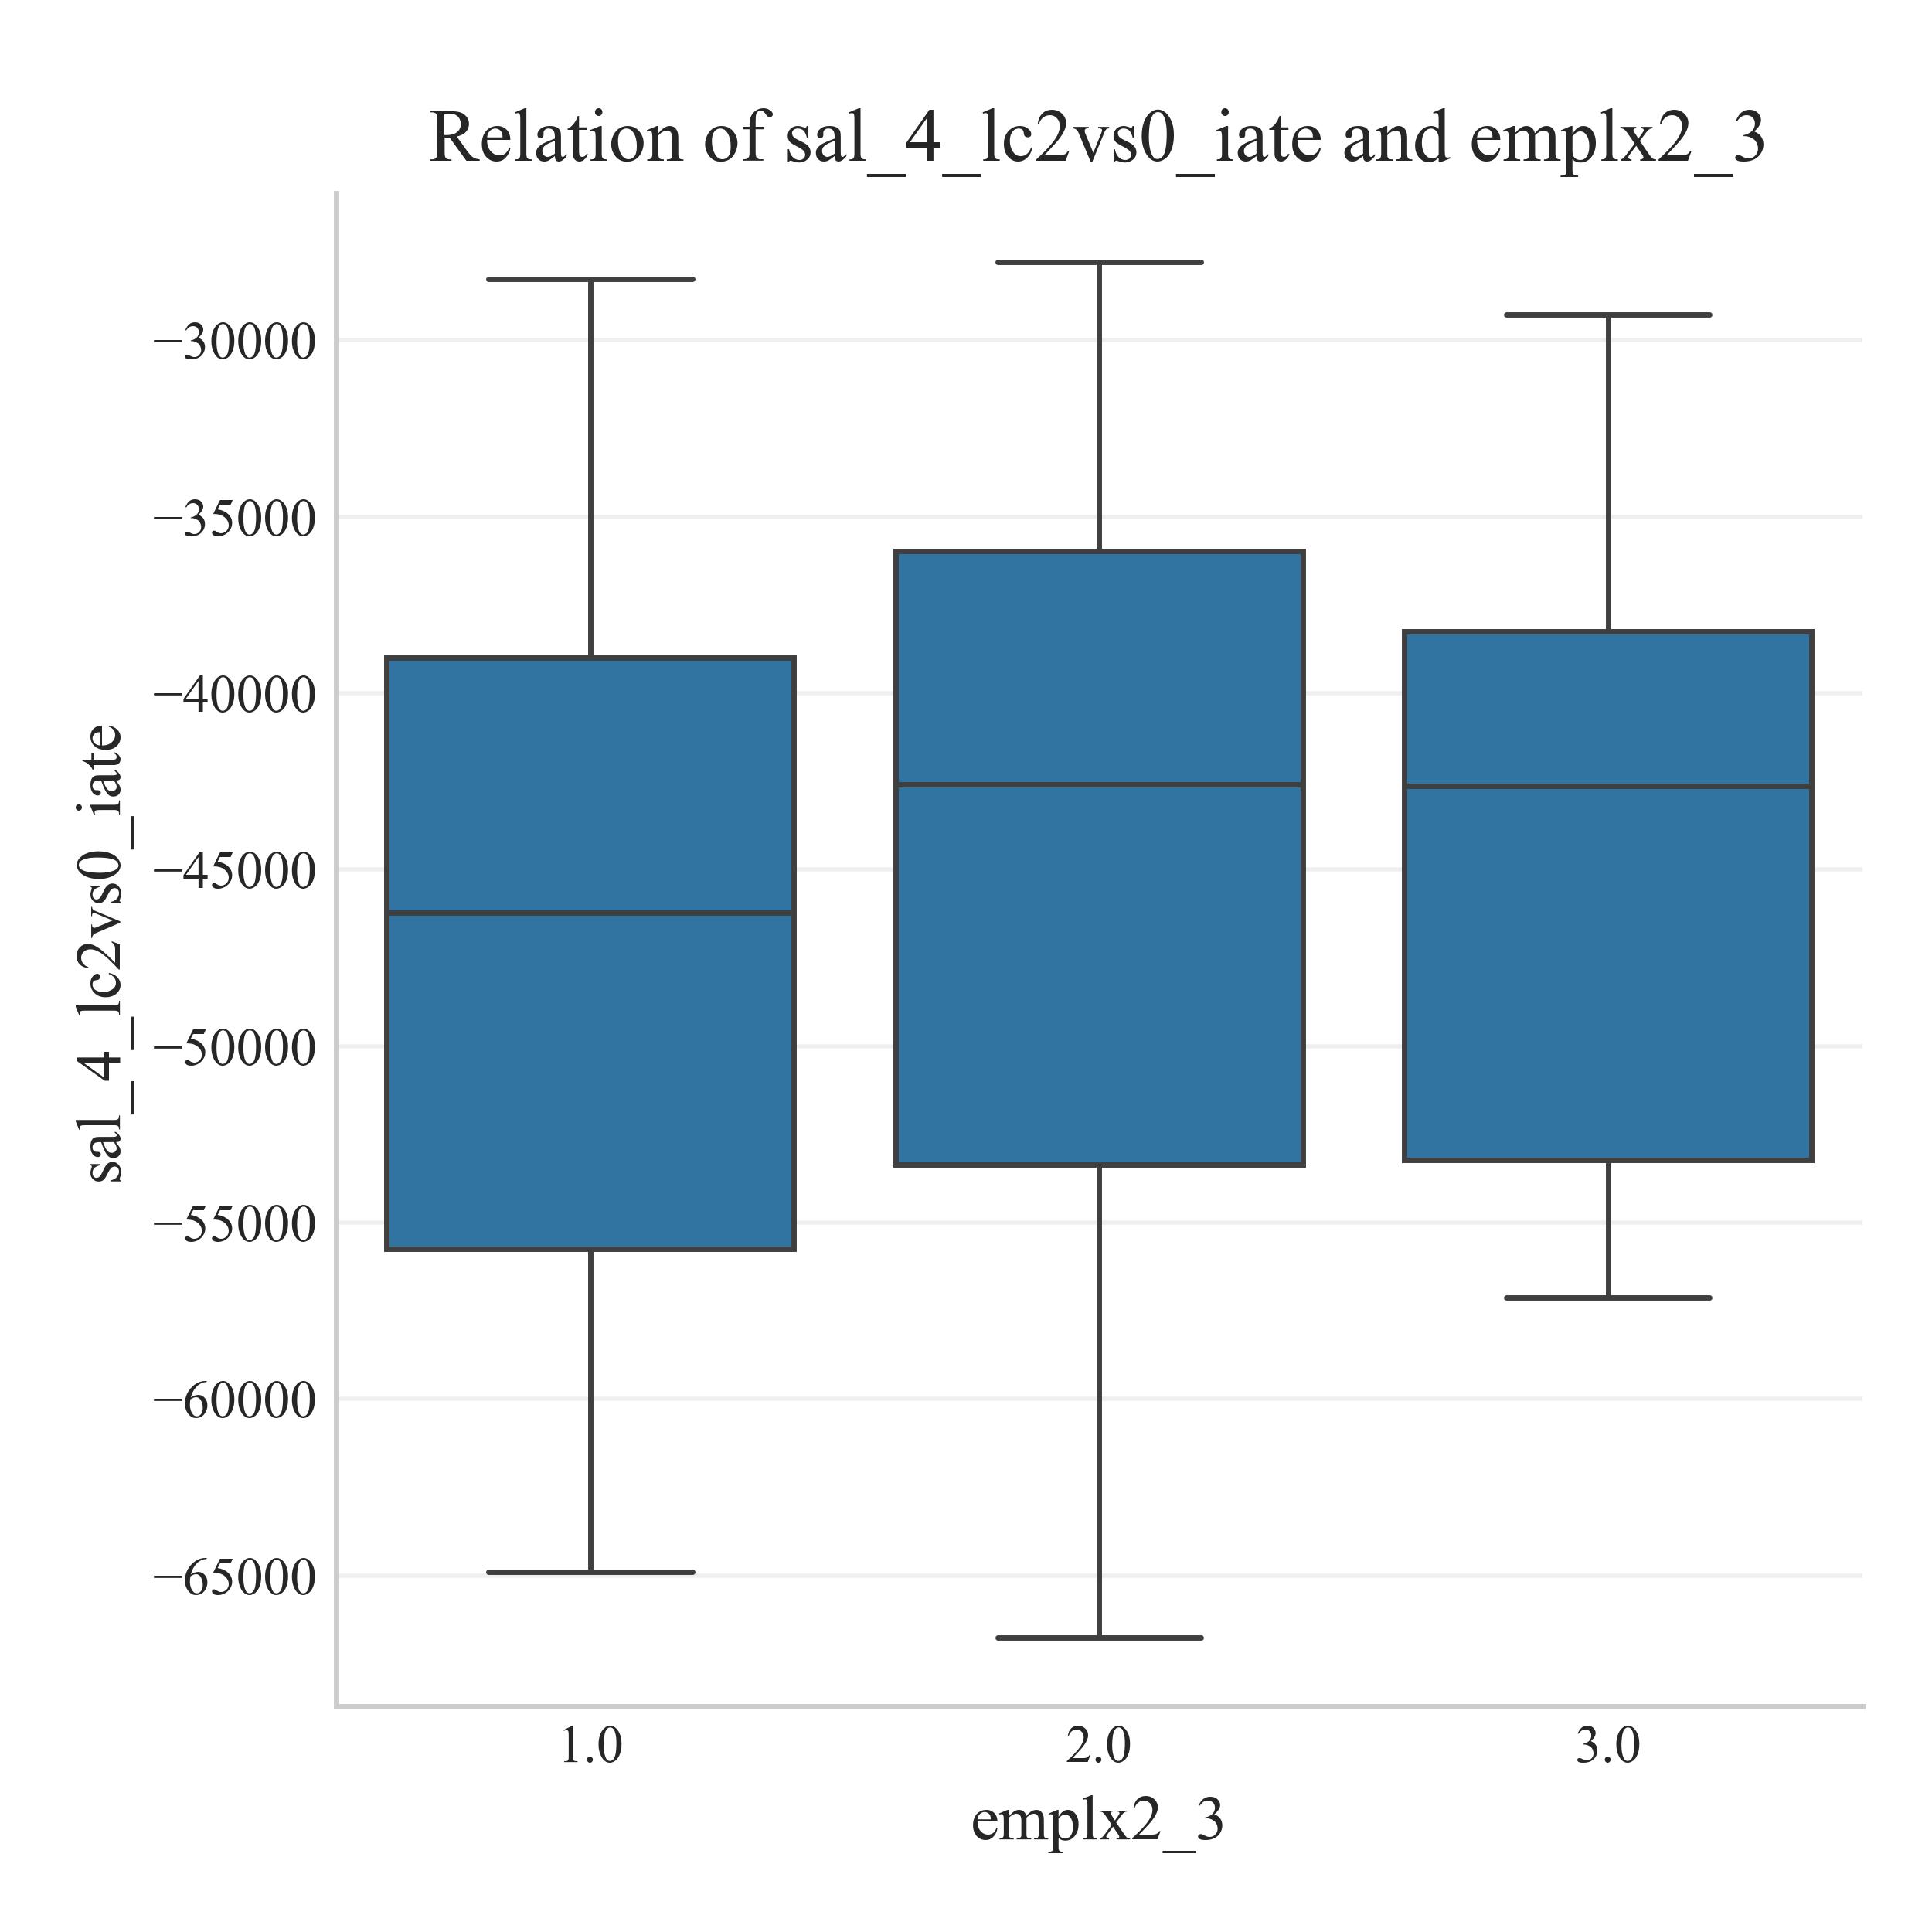 Relation of sal_4_lc2vs0_iate and emplx2_3
−30000
−35000
−40000
−45000
−50000
−55000
−60000
−65000
sal_4_lc2vs0_iate
1.0 2.0 3.0
emplx2_3